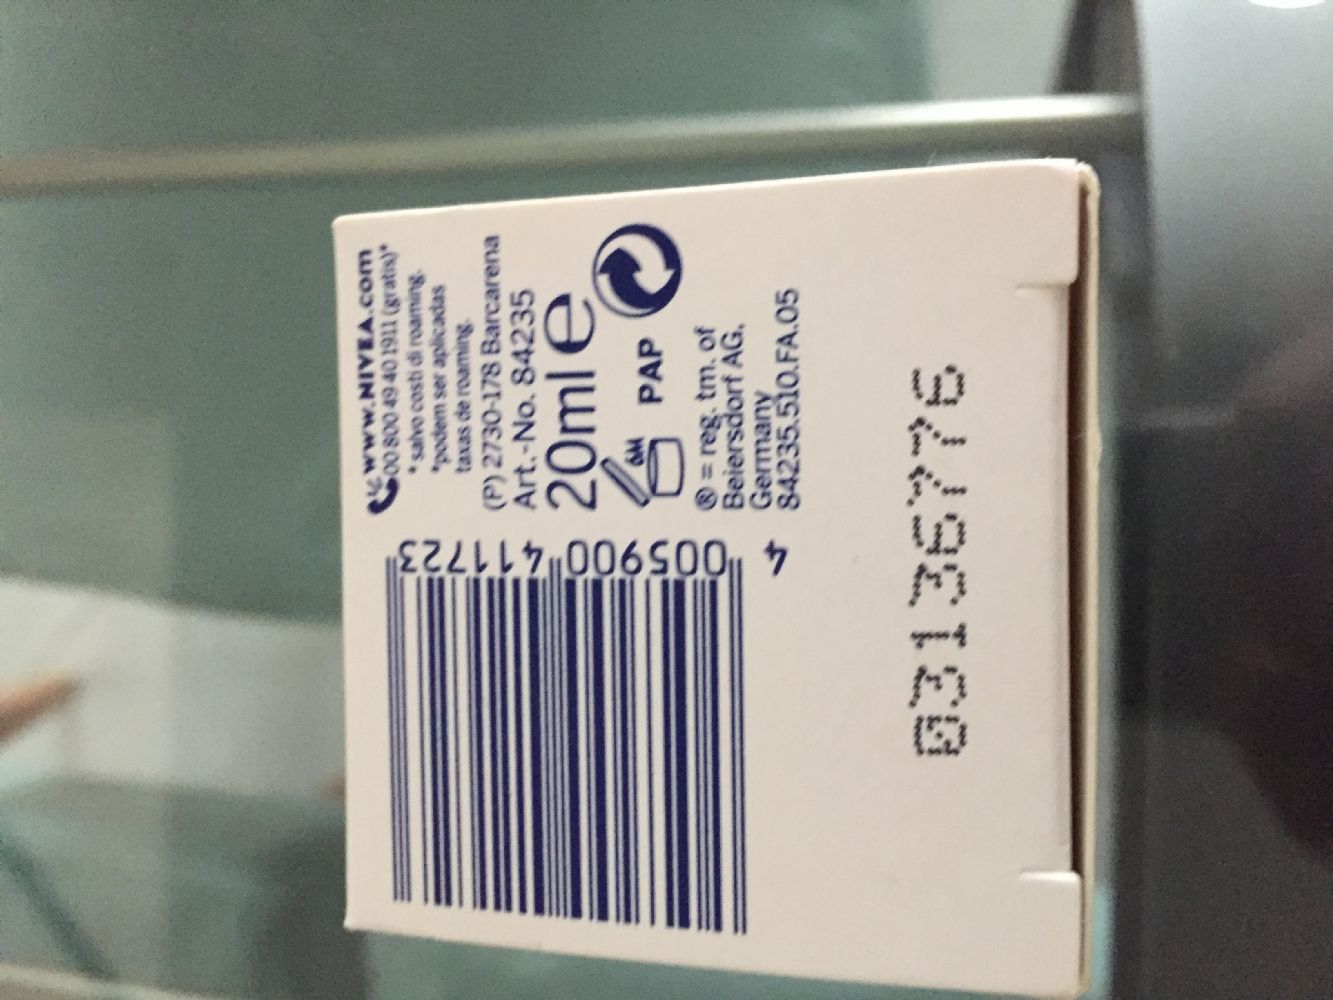 www.NIVEA.com
00 800 49 40 1911 (gratis)*
*salvo costi di roaming.
*podem ser aplicadas
taxas de roaming.
(P) 2730-178 Barcarena
Art.-No. 84235
20ml e
6M
PAP
® = reg. tm. of
Beiersdorf AG,
Germany
84235.510.FA.05
4 005900 411723
03136776